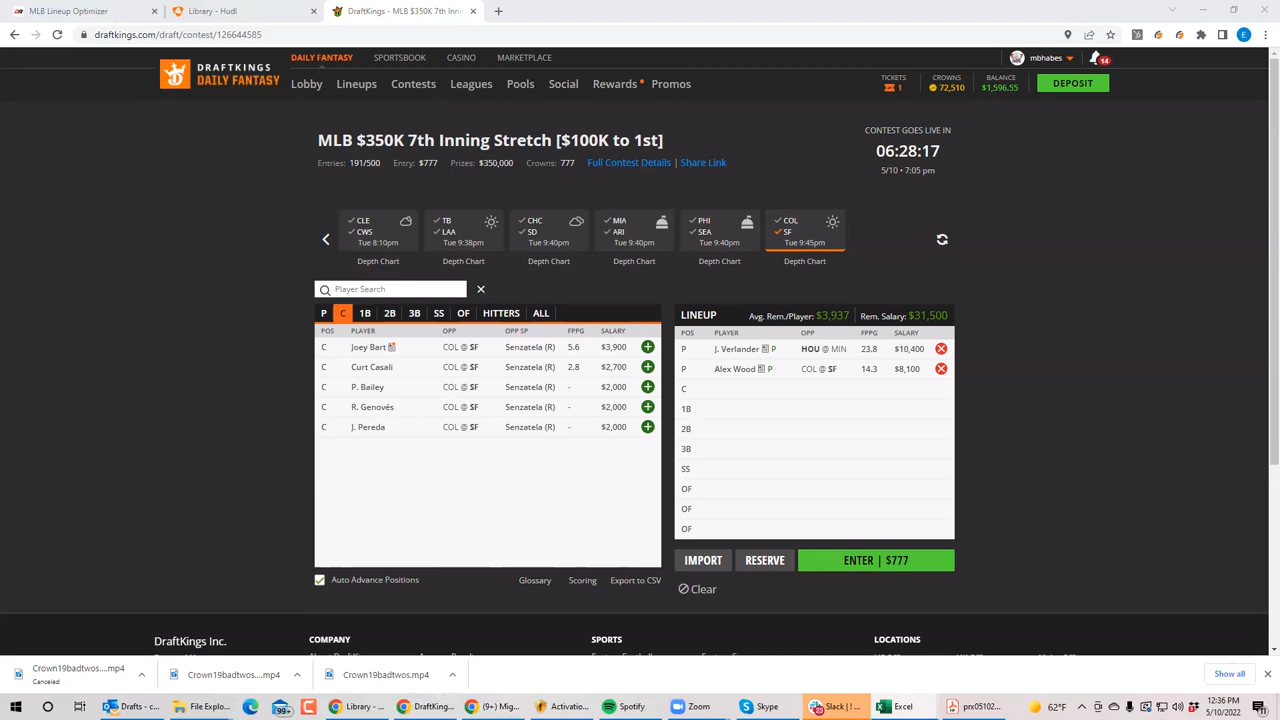 MLB Lineup Optimizer
Library - Hudl
DraftKings - MLB $350K 7th Inni
draftkings.com/draft/contest/126644585
E
DRAFTKINGS
DAILY FANTASY
DAILY FANTASY SPORTSBOOK CASINO MARKETPLACE
mbhabes
14
Lobby Lineups Contests Leagues Pools Social Rewards Promos
TICKETS
1
CROWNS
72,510
BALANCE
$1,596.55
DEPOSIT
MLB $350K 7th Inning Stretch [$100K to 1st]
Entries: 191/500 Entry: $777 Prizes: $350,000 Crowns: 777 Full Contest Details | Share Link
CONTEST GOES LIVE IN
06:28:17
5/10 • 7:05 pm
CLE
CWS
Tue 8:10pm
Depth Chart
TB
LAA
Tue 9:38pm
Depth Chart
CHC
SD
Tue 9:40pm
Depth Chart
MIA
ARI
Tue 9:40pm
Depth Chart
PHI
SEA
Tue 9:40pm
Depth Chart
COL
SF
Tue 9:45pm
Depth Chart
Player Search
P C 1B 2B 3B SS OF HITTERS ALL
POS PLAYER OPP OPP SP FPPG SALARY
C Joey Bart COL @ SF Senzatela (R) 5.6 $3,900
C Curt Casali COL @ SF Senzatela (R) 2.8 $2,700
C P. Bailey COL @ SF Senzatela (R) - $2,000
C R. Genovés COL @ SF Senzatela (R) - $2,000
C J. Pereda COL @ SF Senzatela (R) - $2,000
Auto Advance Positions
Glossary Scoring Export to CSV
LINEUP Avg. Rem./Player: $3,937 Rem. Salary: $31,500
POS PLAYER OPP FPPG SALARY
P J. Verlander P HOU @ MIN 23.8 $10,400
P Alex Wood P COL @ SF 14.3 $8,100
C
1B
2B
3B
SS
OF
OF
OF
IMPORT RESERVE ENTER | $777
Clear
DraftKings Inc. COMPANY SPORTS LOCATIONS
Crown19badtwos....mp4
Canceled
Crown19badtwos....mp4
Crown19badtwos....mp4
Show all
Drafts - c...
File Explo...
99+
Library - ...
DraftKing...
(9+) Mig...
Activatio...
Spotify
Zoom
Skype
Slack | ! ...
23
Excel
prx05102...
62°F
12:36 PM
5/10/2022